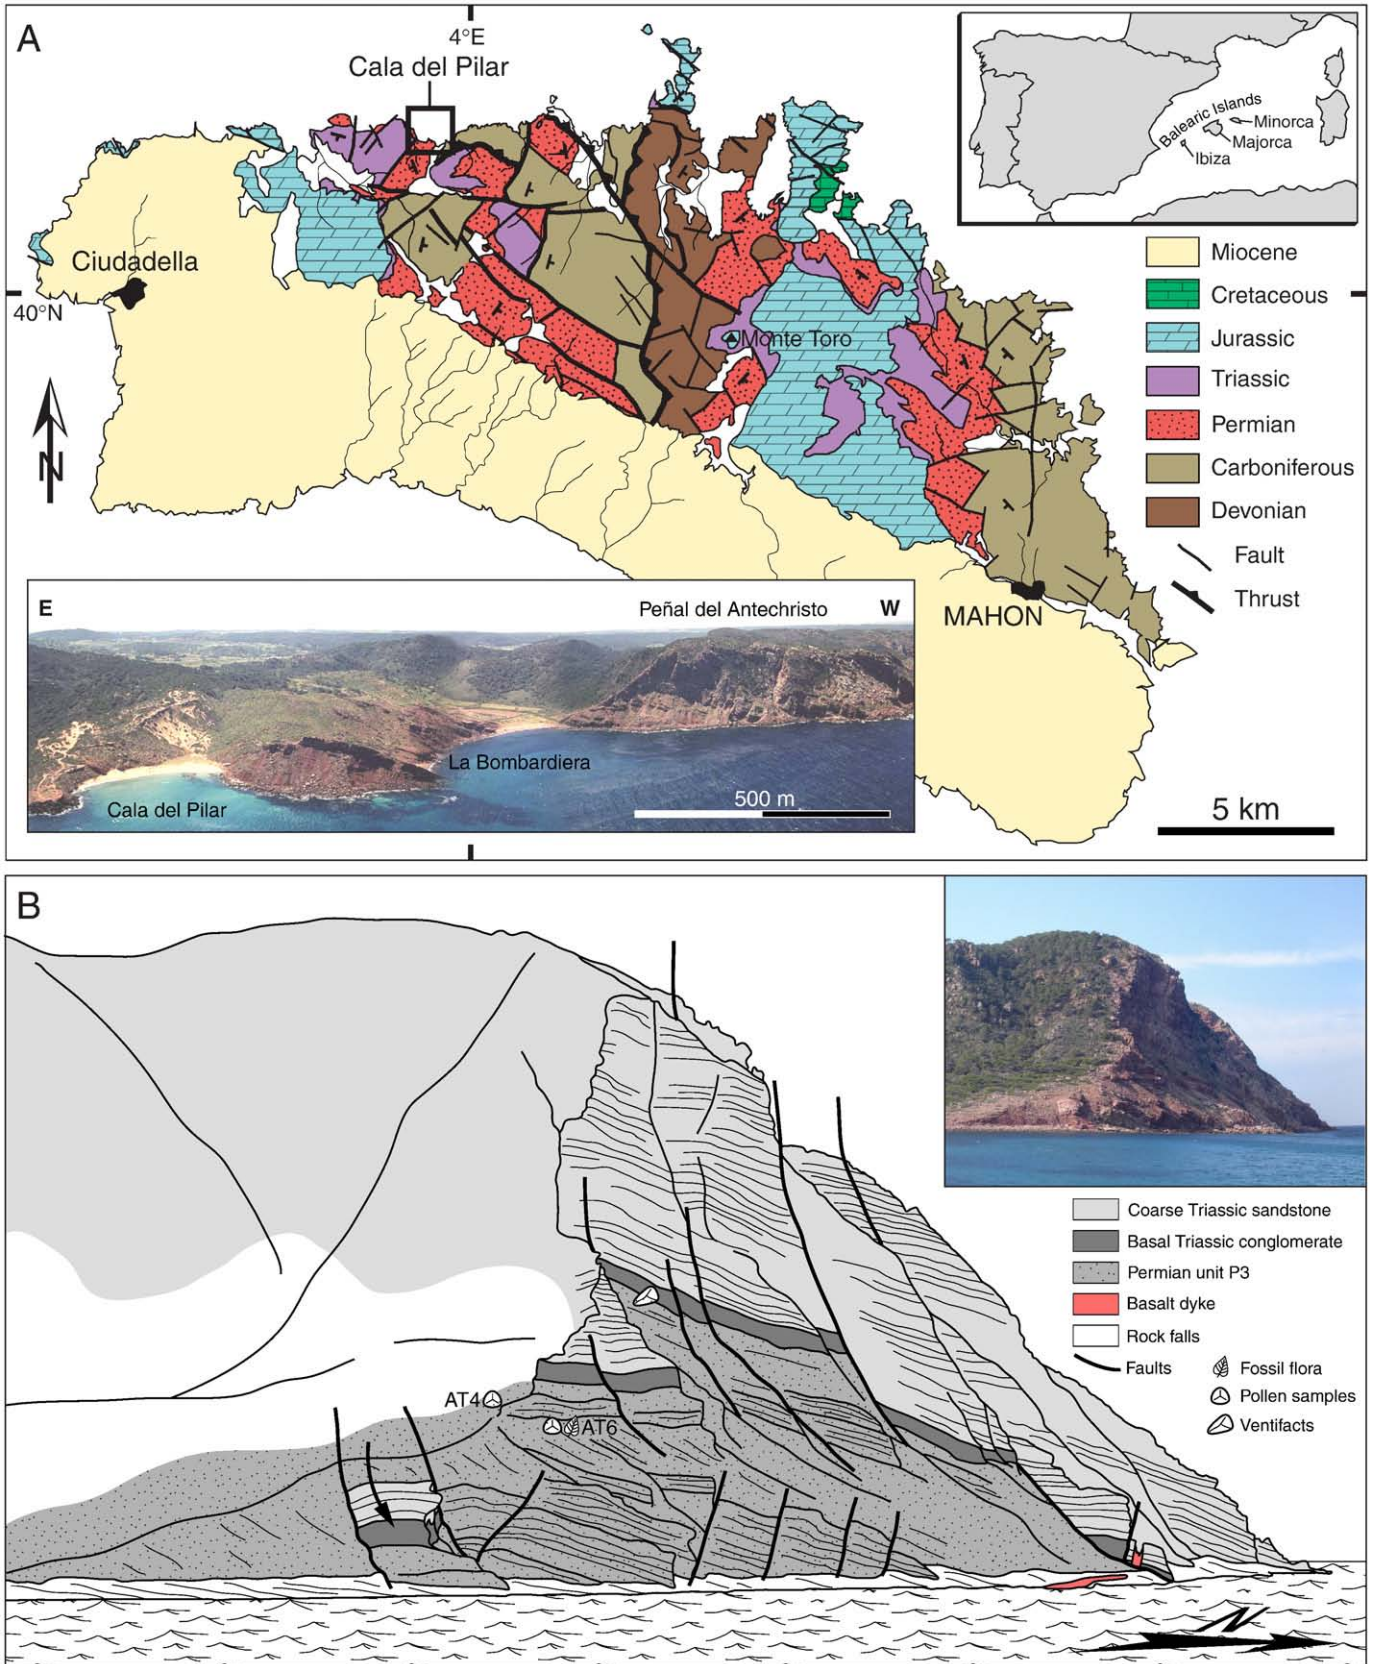 A
4°E
Cala del Pilar
Balearic Islands
Minorca
Majorca
Ibiza
Ciudadella
40°N
Monte Toro
N
MAHON
Miocene
Cretaceous
Jurassic
Triassic
Permian
Carboniferous
Devonian
Fault
Thrust
E
Peñal del Antechristo
W
La Bombardiera
Cala del Pilar
500 m
5 km
B
Coarse Triassic sandstone
Basal Triassic conglomerate
Permian unit P3
Basalt dyke
Rock falls
Faults
Fossil flora
Pollen samples
Ventifacts
AT4
AT6
N